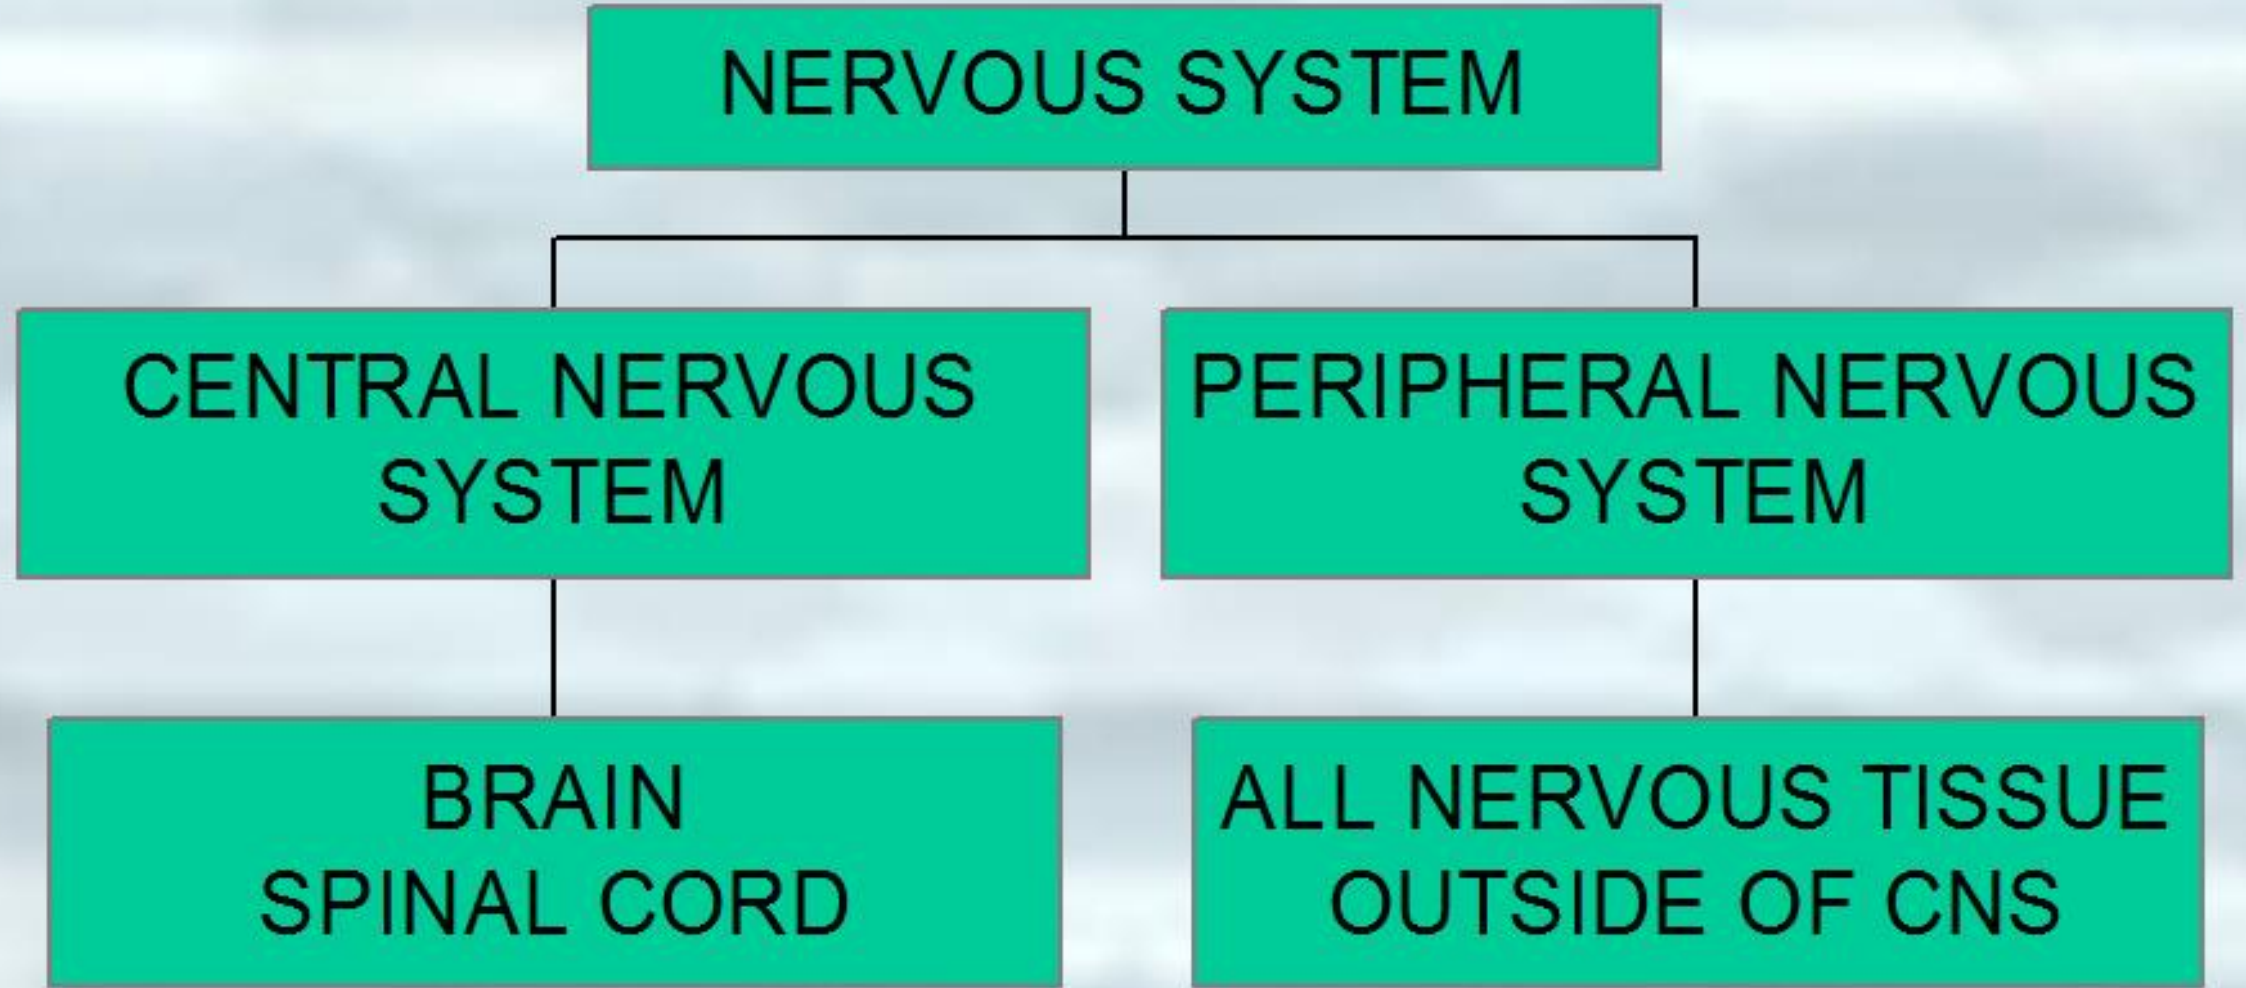 NERVOUS SYSTEM
CENTRAL NERVOUS
SYSTEM
PERIPHERAL NERVOUS
SYSTEM
BRAIN
SPINAL CORD
ALL NERVOUS TISSUE
OUTSIDE OF CNS